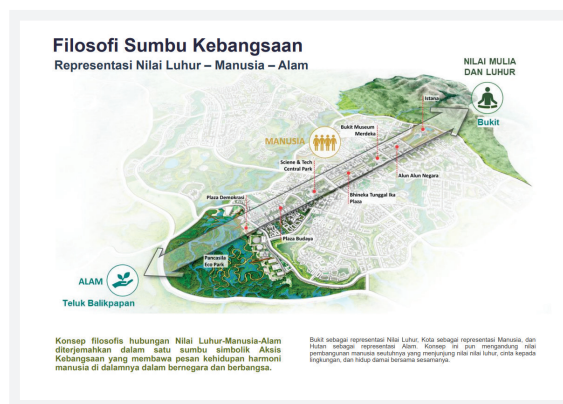 Filosofi Sumbu Kebangsaan
Representasi Nilai Luhur – Manusia – Alam
NILAI MULIA
DAN LUHUR
Bukit
Istana
Bukit Museum
Merdeka
MANUSIA
Sciene & Tech
Central Park
Alun Alun Negara
Bhineka Tunggal Ika
Plaza
Plaza Demokrasi
Plaza Budaya
Pancasila
Eco Park
ALAM
Teluk Balikpapan
Konsep filosofis hubungan Nilai Luhur-Manusia-Alam
diterjemahkan dalam satu sumbu simbolik Aksis
Kebangsaan yang membawa pesan kehidupan harmoni
manusia di dalamnya dalam bernegara dan berbangsa.
Bukit sebagai representasi Nilai Luhur, Kota sebagai representasi Manusia, dan
Hutan sebagai representasi Alam. Konsep ini pun mengandung nilai
pembangunan manusia seutuhnya yang menjunjung nilai nilai luhur, cinta kepada
lingkungan, dan hidup damai bersama sesamanya.